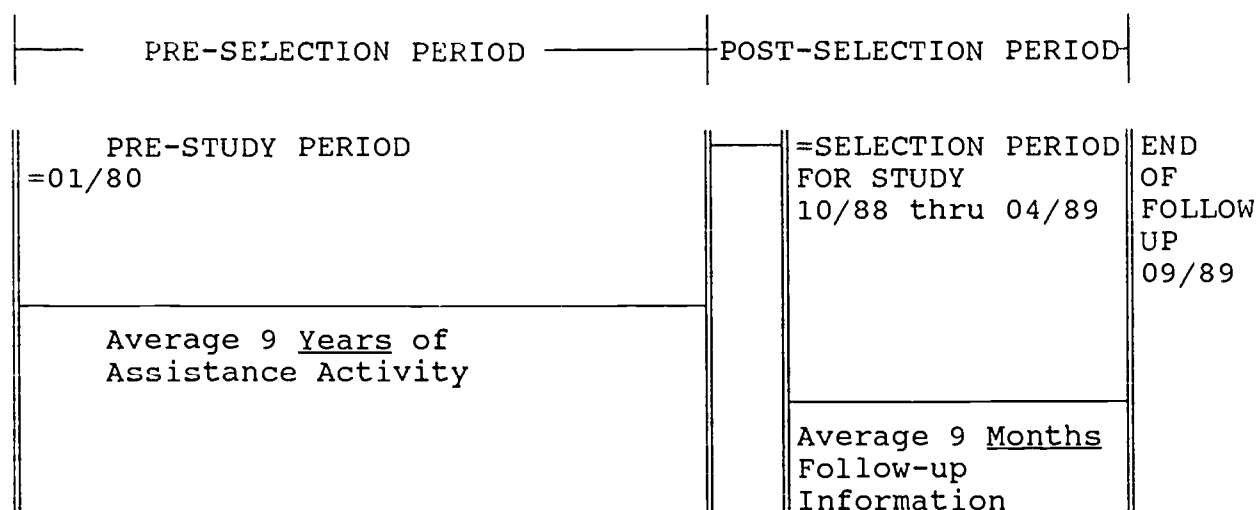 PRE-SELECTION PERIOD
POST-SELECTION PERIOD
PRE-STUDY PERIOD
=01/80
=SELECTION PERIOD
FOR STUDY
10/88 thru 04/89
END
OF
FOLLOW
UP
09/89
Average 9 Years of
Assistance Activity
Average 9 Months
Follow-up
Information